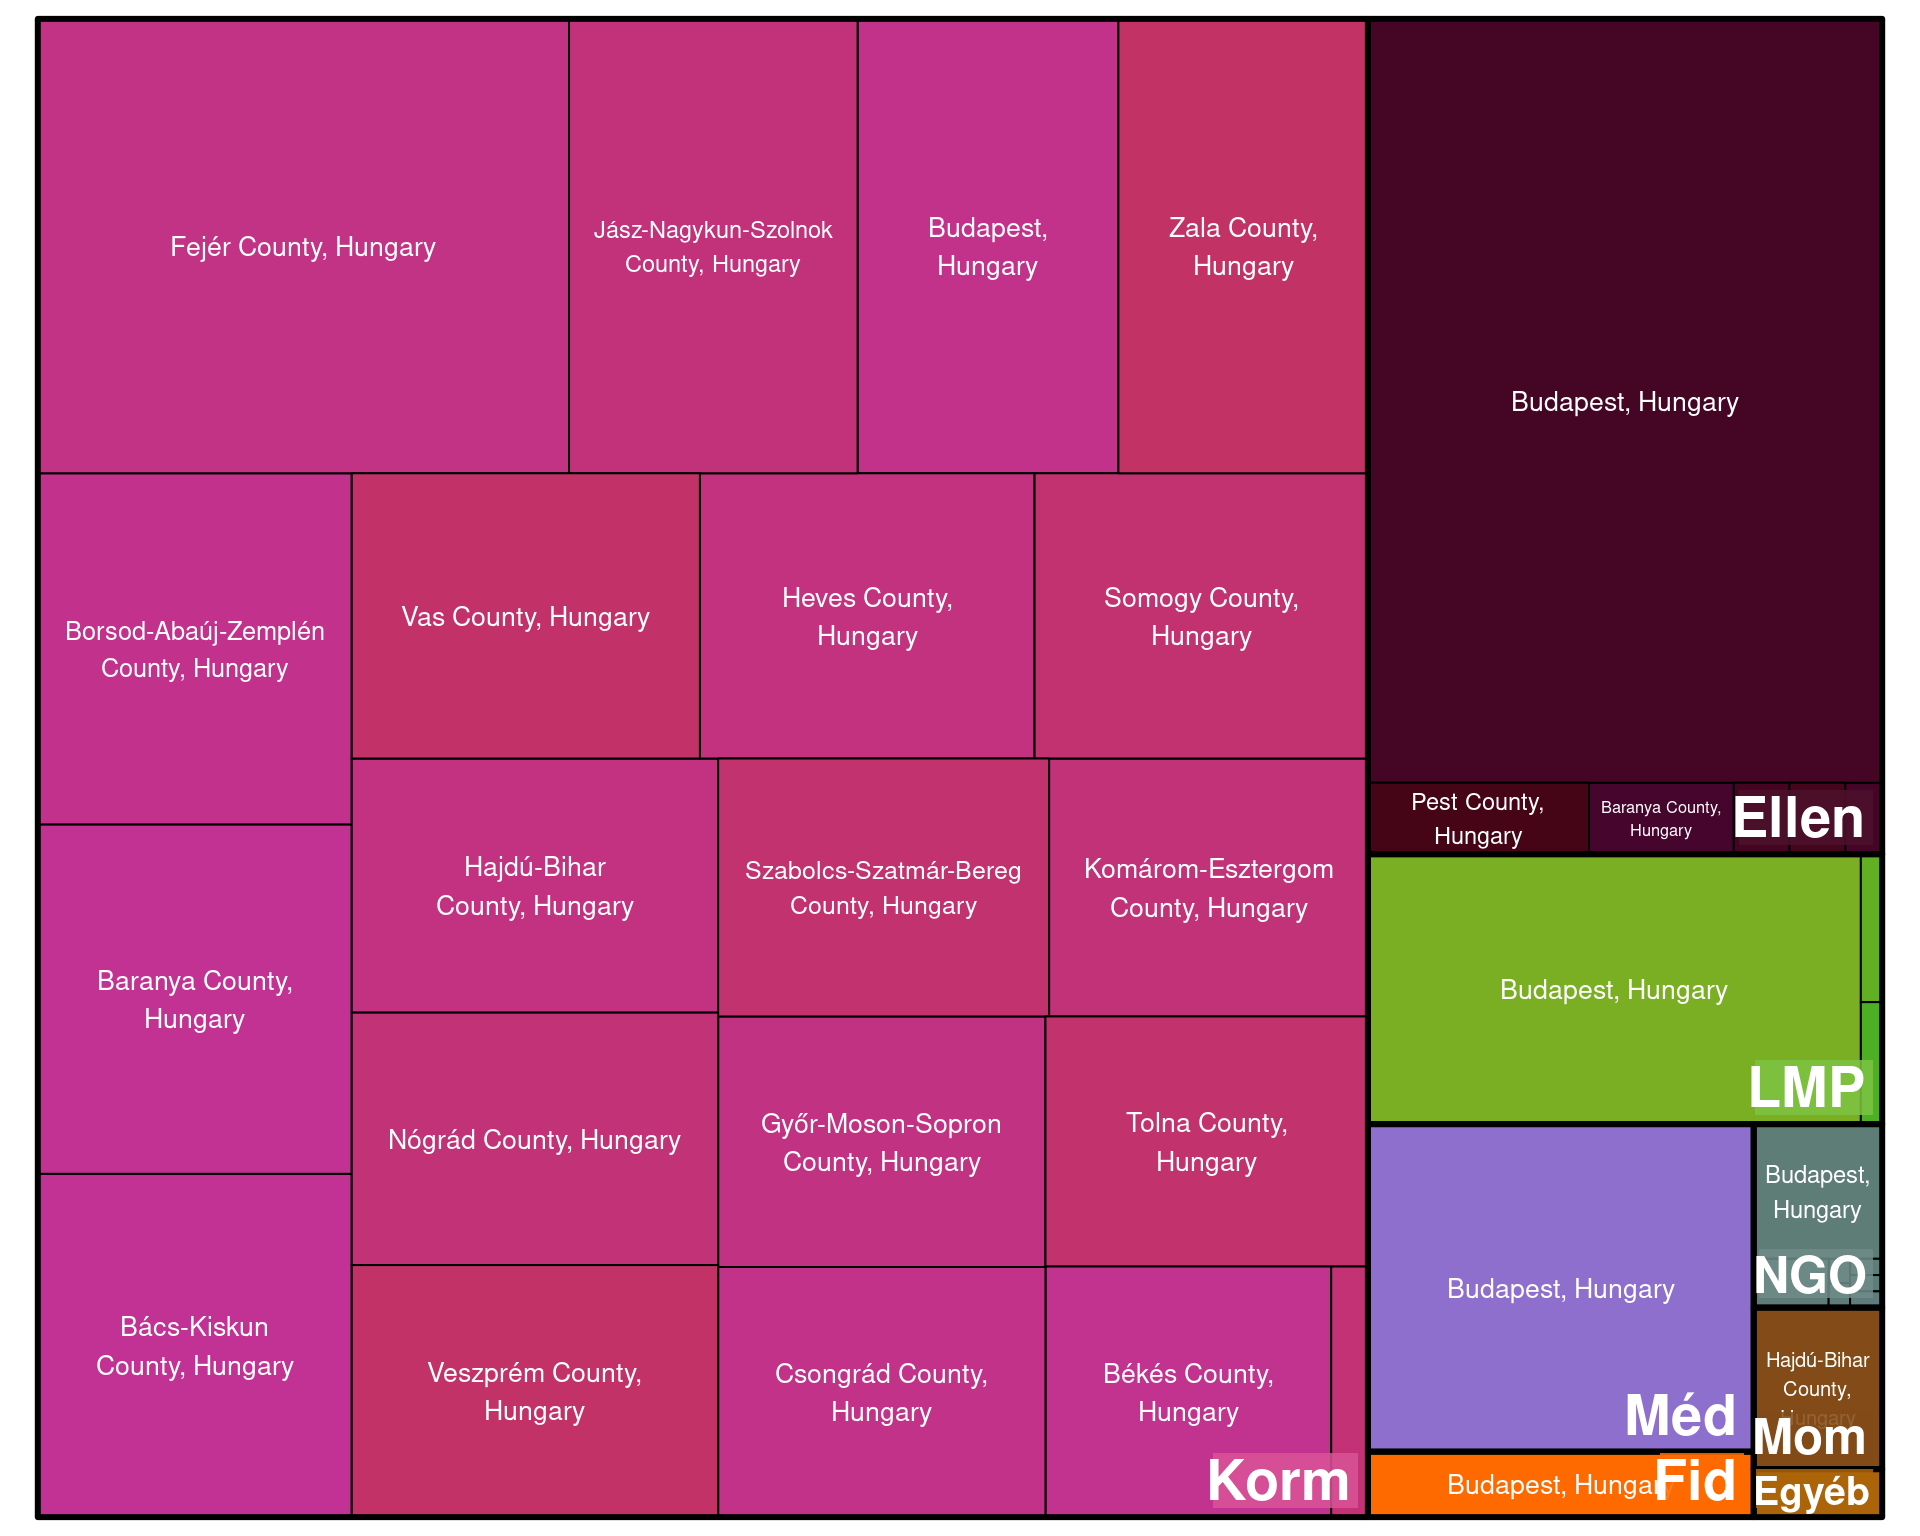 Fejér County, Hungary
Jász-Nagykun-Szolnok
County, Hungary
Budapest,
Hungary
Zala County,
Hungary
Borsod-Abaúj-Zemplén
County, Hungary
Vas County, Hungary
Heves County,
Hungary
Somogy County,
Hungary
Baranya County,
Hungary
Hajdú-Bihar
County, Hungary
Szabolcs-Szatmár-Bereg
County, Hungary
Komárom-Esztergom
County, Hungary
Nógrád County, Hungary
Győr-Moson-Sopron
County, Hungary
Tolna County,
Hungary
Bács-Kiskun
County, Hungary
Veszprém County,
Hungary
Csongrád County,
Hungary
Békés County,
Hungary
Korm
Budapest, Hungary
Pest County,
Hungary
Baranya County,
Hungary
Ellen
Budapest, Hungary
LMP
Budapest, Hungary
Méd
Budapest,
Hungary
NGO
Hajdú-Bihar
County,
Hungary
Mom
Budapest, Hungary
Fid
Egyéb